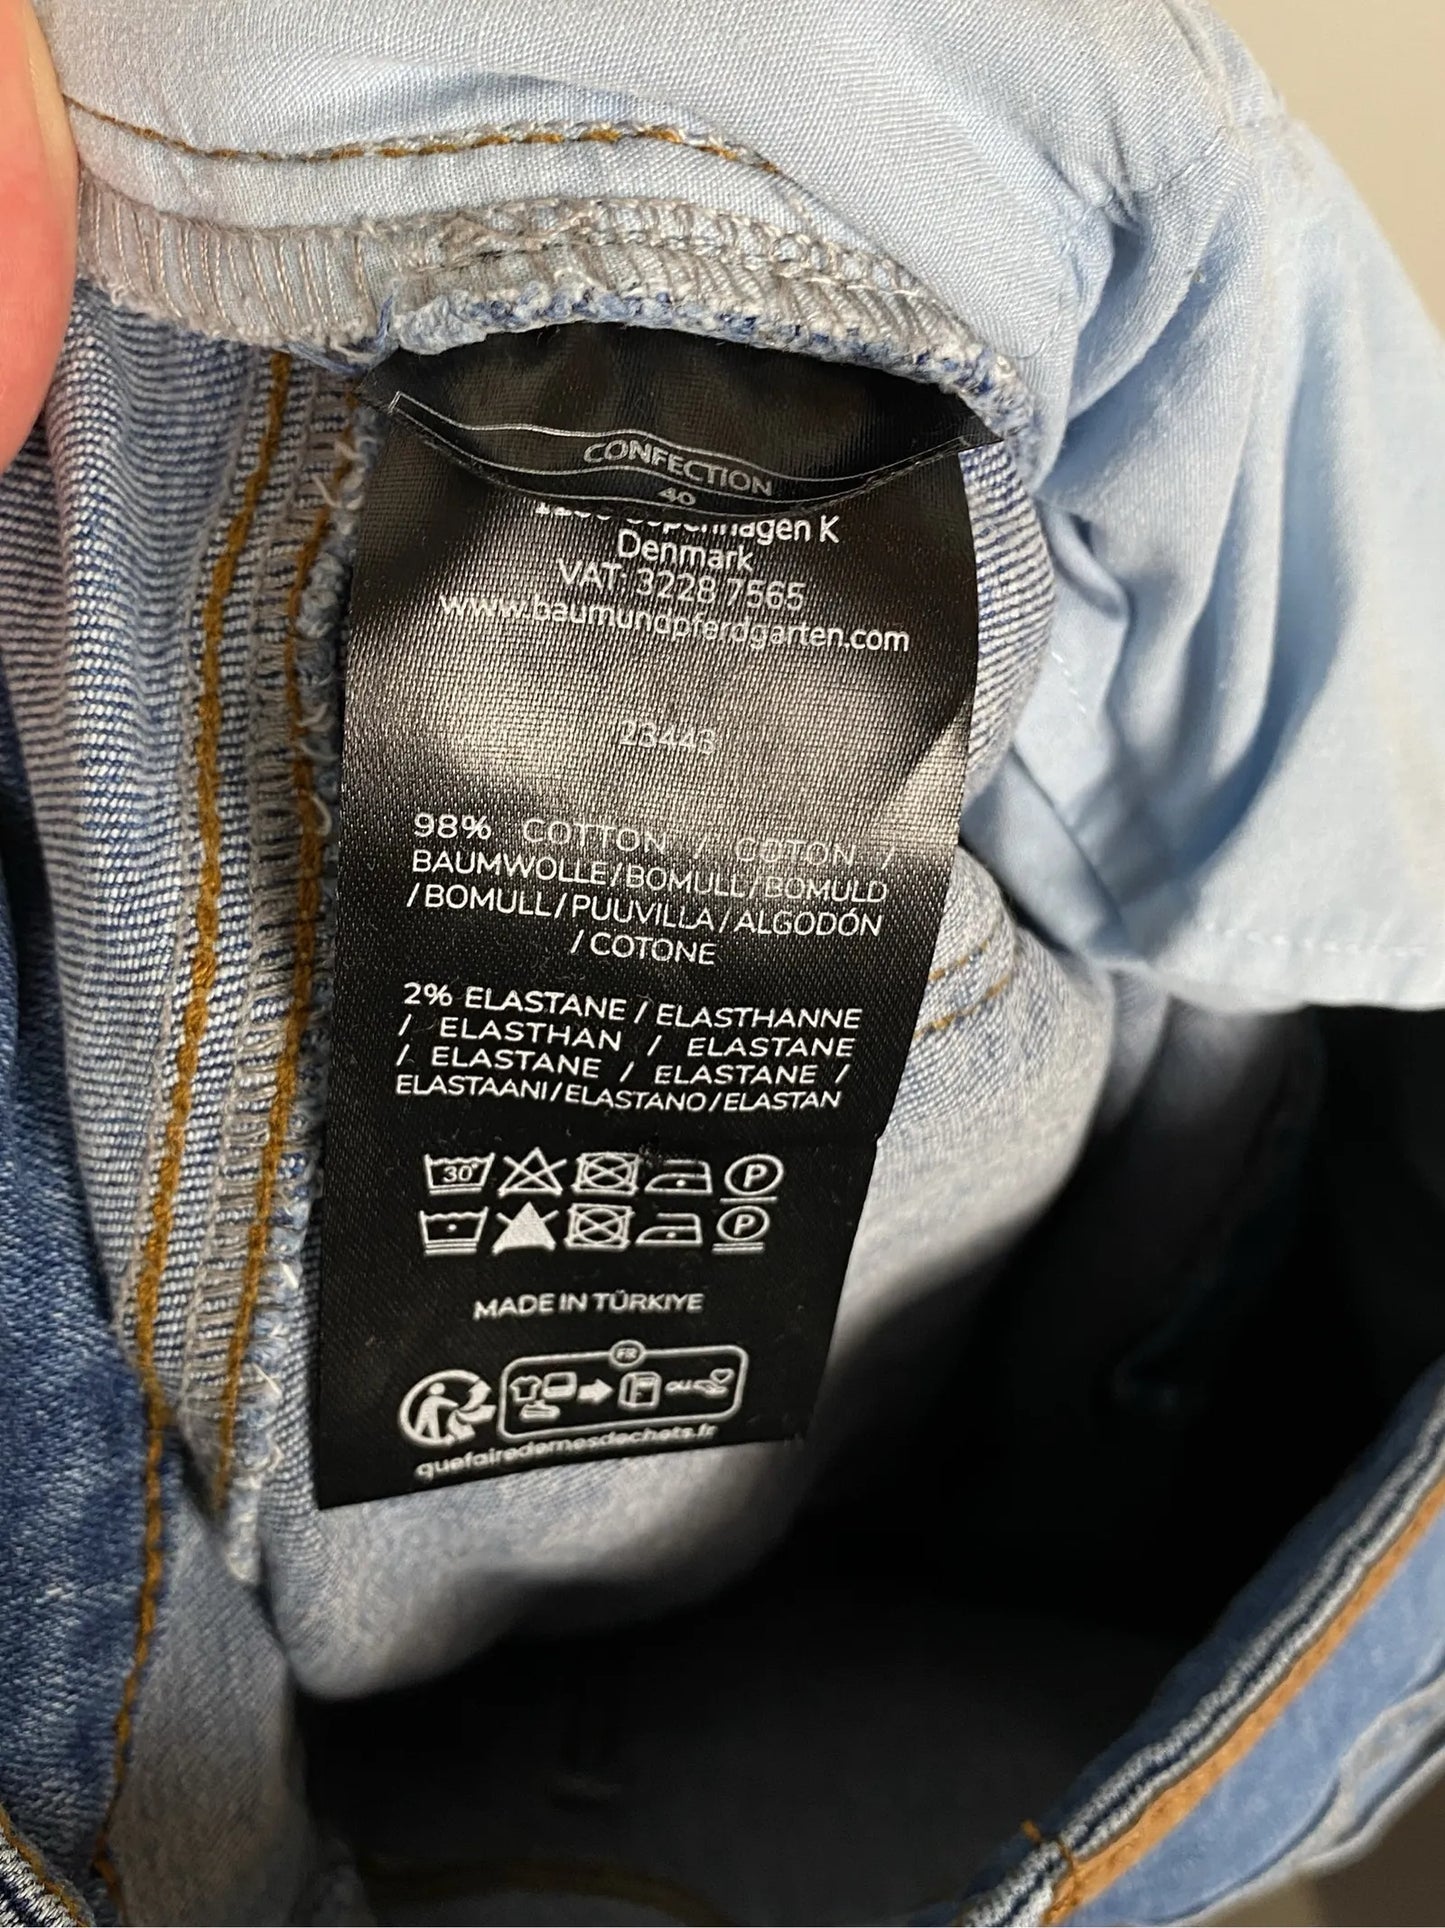 CONFECTION
40
Copenhagen K
Denmark
VAT: 3228 7565
www.baumundpferdgarten.com
23443
98% COTTON / COTON /
BAUMWOLLE/BOMULL/BOMULD
/BOMULL/PUUVILLA/ALGODÓN
/COTONE
2% ELASTANE / ELASTHANNE
/ ELASTHAN / ELASTANE
/ ELASTANE / ELASTANE /
ELASTAANI/ELASTANO/ELASTAN
30° P
P
MADE IN TÜRKIYE
FR
OU
quefairedemesdechets.fr